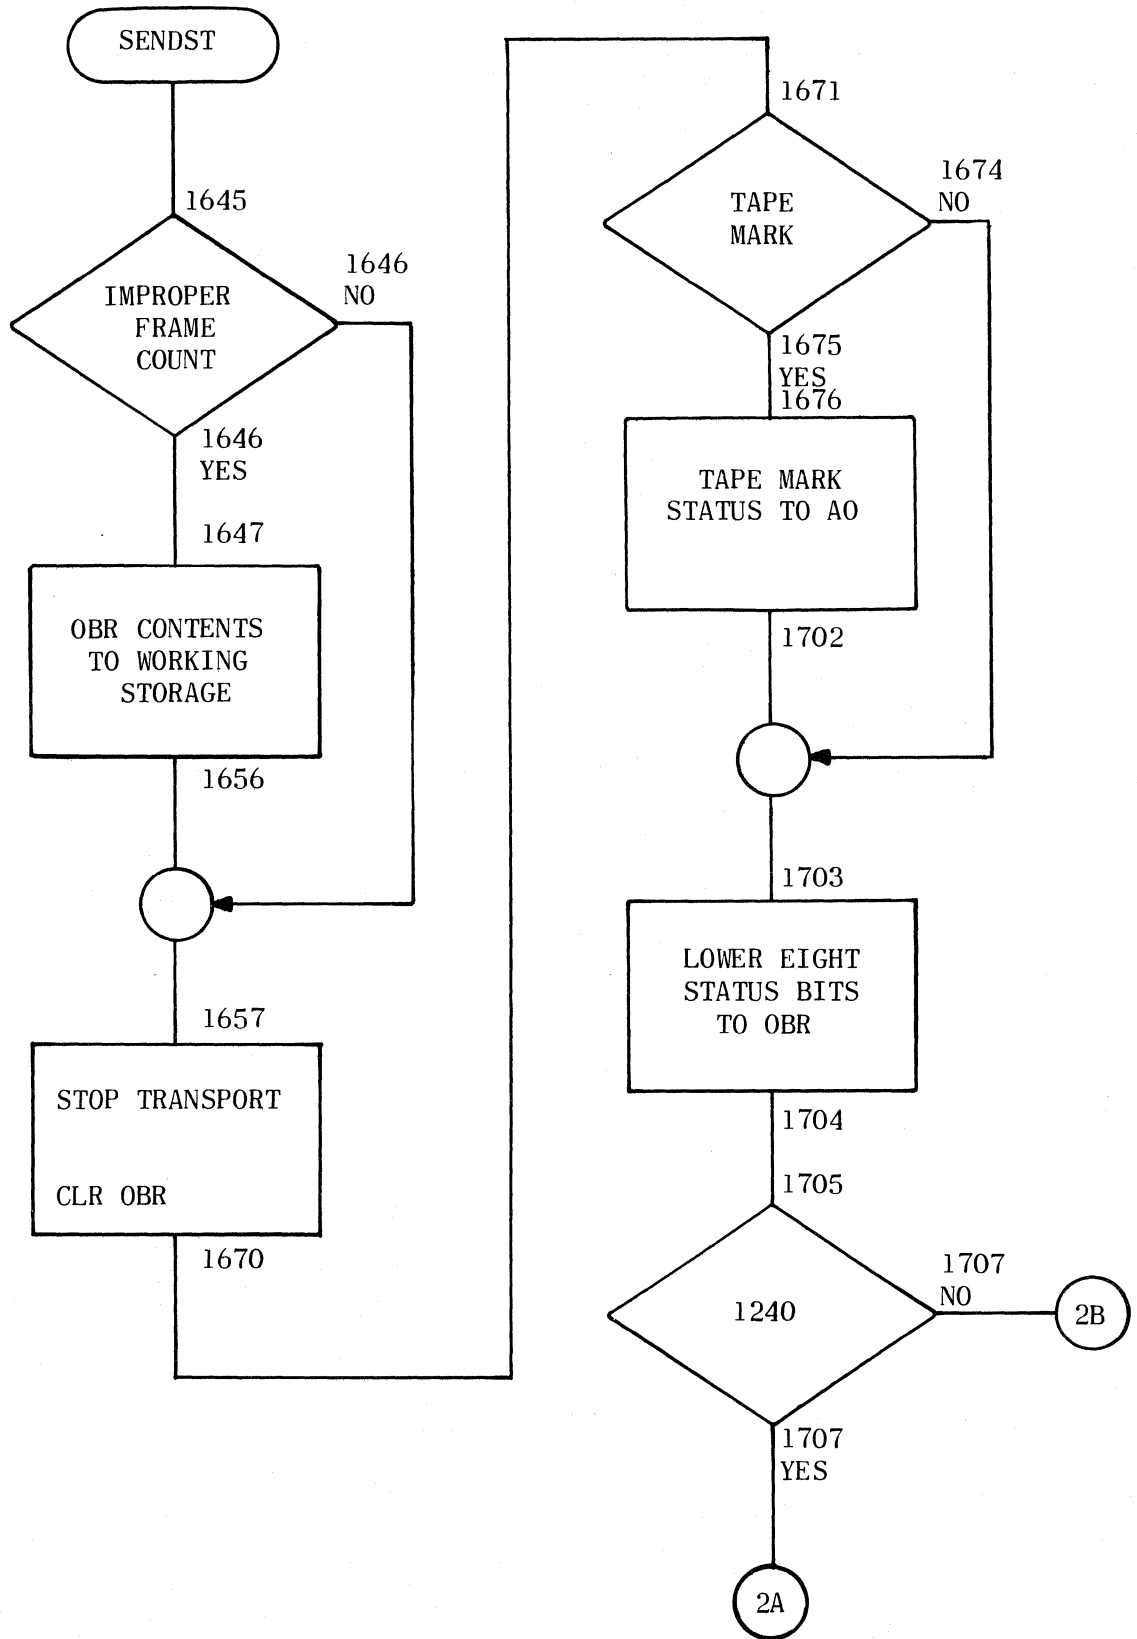 SENDST
1645
IMPROPER
FRAME
COUNT
1646
NO
1646
YES
1647
OBR CONTENTS
TO WORKING
STORAGE
1656
1657
STOP TRANSPORT
CLR OBR
1670
1671
TAPE
MARK
1674
NO
1675
YES
1676
TAPE MARK
STATUS TO AO
1702
1703
LOWER EIGHT
STATUS BITS
TO OBR
1704
1705
1240
1707
NO
2B
1707
YES
2A